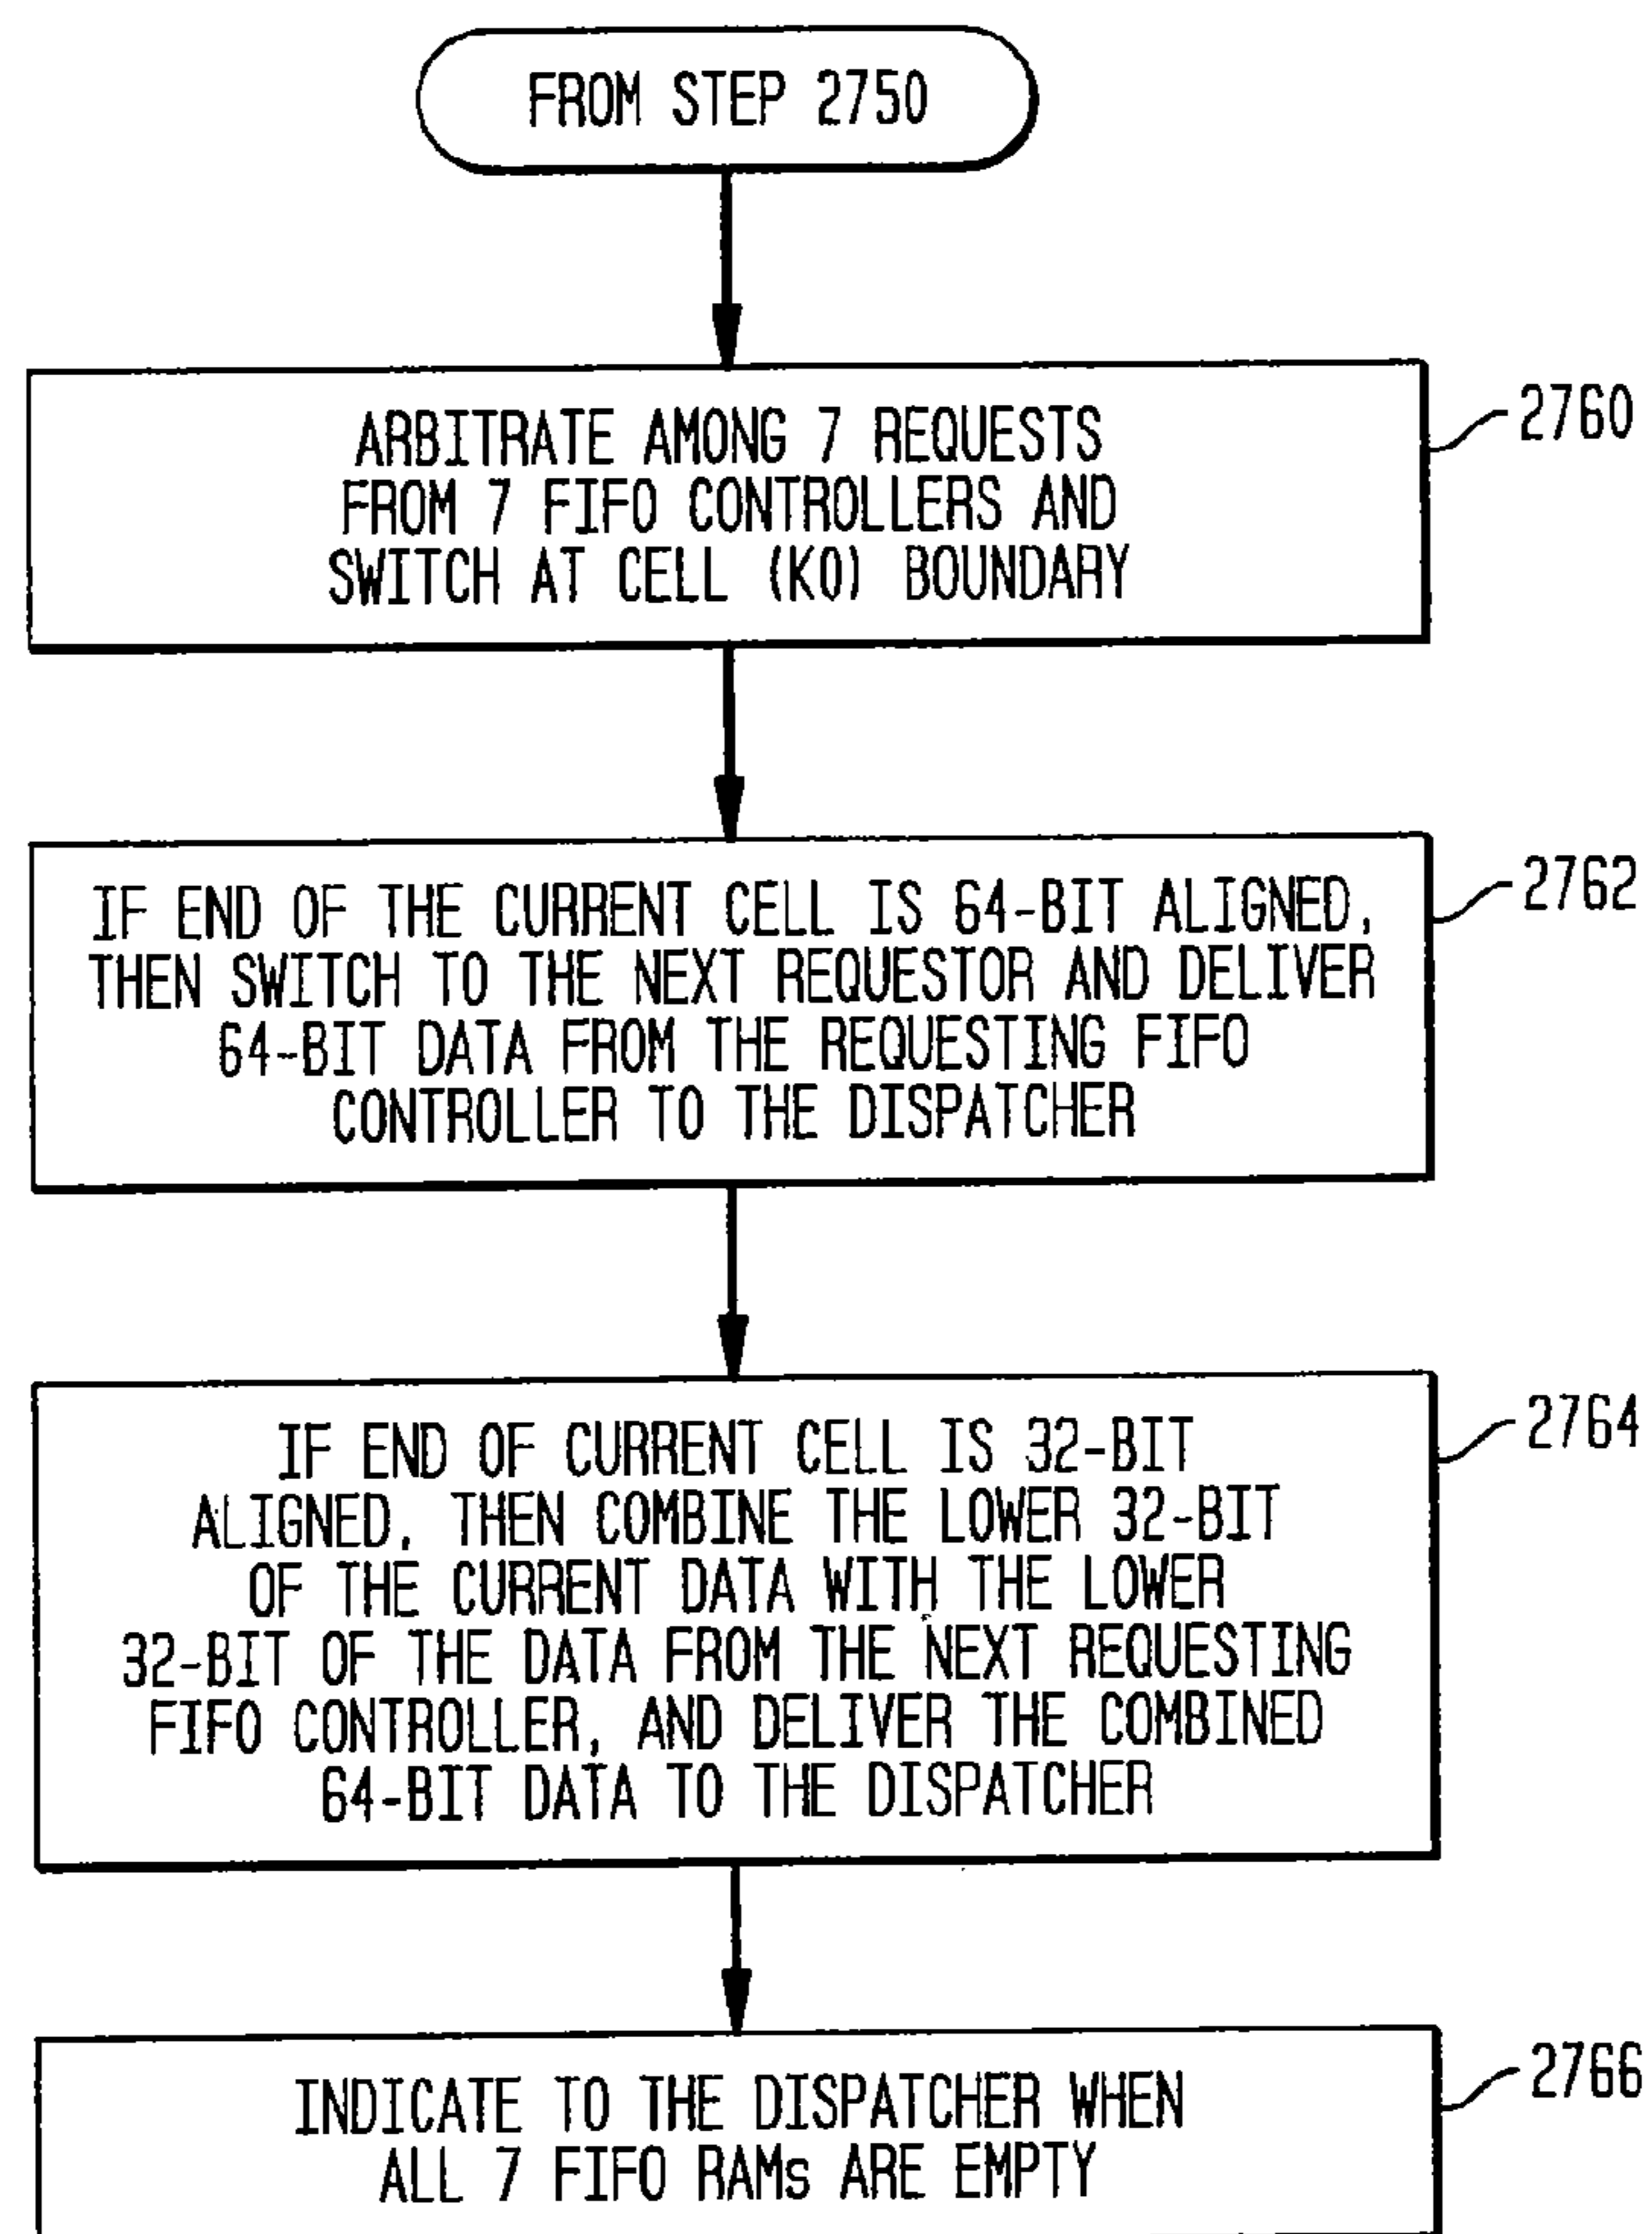 FROM STEP 2750
ARBITRATE AMONG 7 REQUESTS
FROM 7 FIFO CONTROLLERS AND
SWITCH AT CELL (K0) BOUNDARY
2760
IF END OF THE CURRENT CELL IS 64-BIT ALIGNED,
THEN SWITCH TO THE NEXT REQUESTOR AND DELIVER
64-BIT DATA FROM THE REQUESTING FIFO
CONTROLLER TO THE DISPATCHER
2762
IF END OF CURRENT CELL IS 32-BIT
ALIGNED, THEN COMBINE THE LOWER 32-BIT
OF THE CURRENT DATA WITH THE LOWER
32-BIT OF THE DATA FROM THE NEXT REQUESTING
FIFO CONTROLLER, AND DELIVER THE COMBINED
64-BIT DATA TO THE DISPATCHER
2764
INDICATE TO THE DISPATCHER WHEN
ALL 7 FIFO RAMs ARE EMPTY
2766